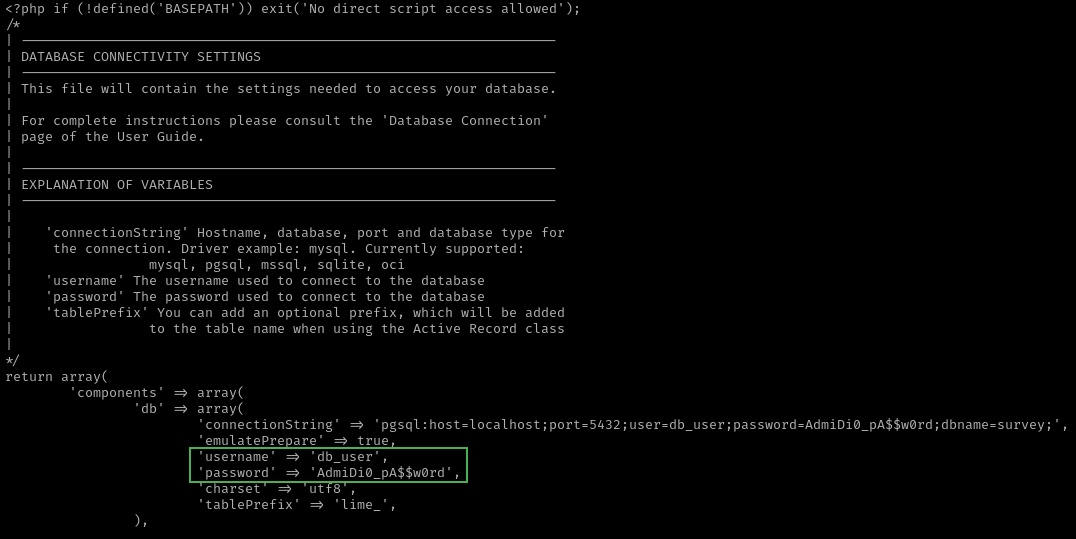 <?php if (!defined('BASEPATH')) exit('No direct script access allowed');
/*
| -------------------------------------------------------------------
| DATABASE CONNECTIVITY SETTINGS
| -------------------------------------------------------------------
| This file will contain the settings needed to access your database.
|
| For complete instructions please consult the 'Database Connection'
| page of the User Guide.
|
| -------------------------------------------------------------------
| EXPLANATION OF VARIABLES
| -------------------------------------------------------------------
|
|    'connectionString' Hostname, database, port and database type for
|     the connection. Driver example: mysql. Currently supported:
|                 mysql, pgsql, mssql, sqlite, oci
|    'username' The username used to connect to the database
|    'password' The password used to connect to the database
|    'tablePrefix' You can add an optional prefix, which will be added
|                 to the table name when using the Active Record class
|
*/
return array(
        'components' => array(
                'db' => array(
                        'connectionString' => 'pgsql:host=localhost;port=5432;user=db_user;password=AdmiDi0_pA$$w0rd;dbname=survey;',
                        'emulatePrepare' => true,
                        'username' => 'db_user',
                        'password' => 'AdmiDi0_pA$$w0rd',
                        'charset' => 'utf8',
                        'tablePrefix' => 'lime_',
                ),